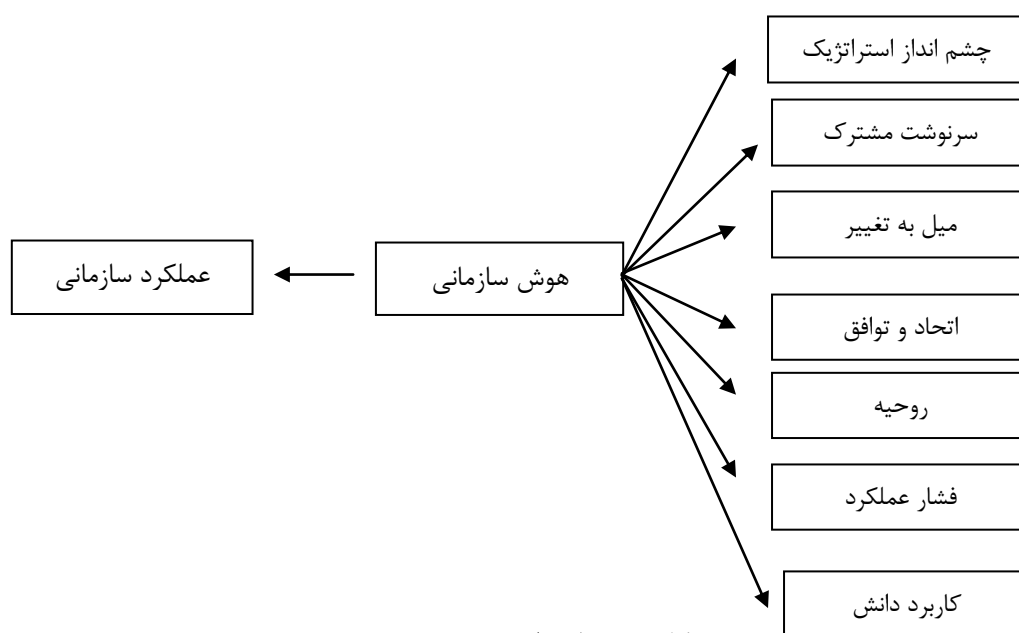 چشم انداز استراتژیک
سرنوشت مشترک
میل به تغییر
عملکرد سازمانی
هوش سازمانی
اتحاد و توافق
روحیه
فشار عملکرد
کاربرد دانش